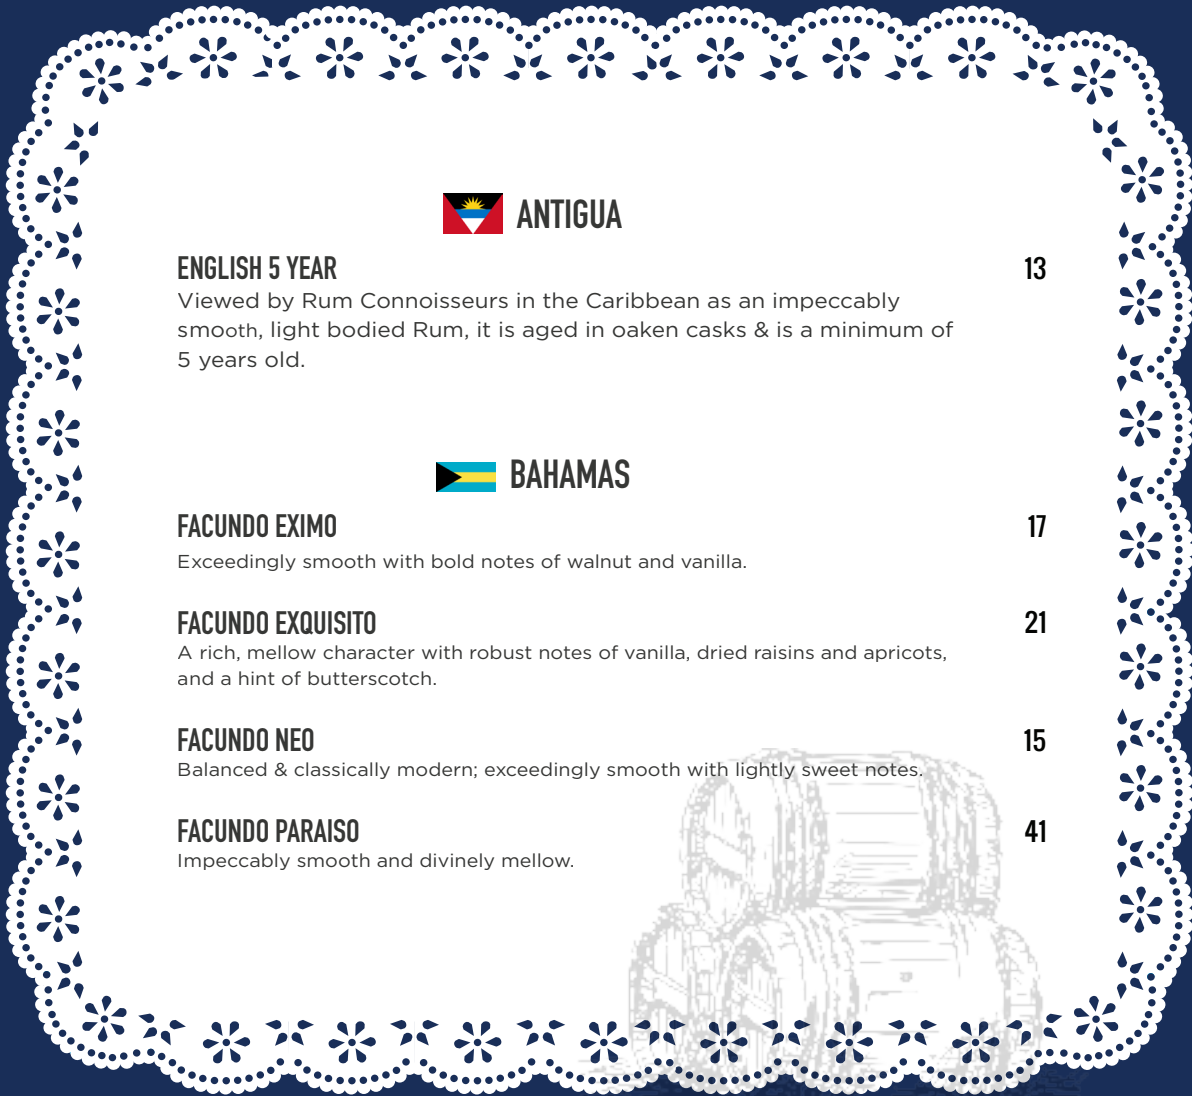 ANTIGUA
ENGLISH 5 YEAR 13
Viewed by Rum Connoisseurs in the Caribbean as an impeccably
smooth, light bodied Rum, it is aged in oaken casks & is a minimum of
5 years old.
BAHAMAS
FACUNDO EXIMO 17
Exceedingly smooth with bold notes of walnut and vanilla.
FACUNDO EXQUISITO 21
A rich, mellow character with robust notes of vanilla, dried raisins and apricots,
and a hint of butterscotch.
FACUNDO NEO 15
Balanced & classically modern; exceedingly smooth with lightly sweet notes.
FACUNDO PARAISO 41
Impeccably smooth and divinely mellow.